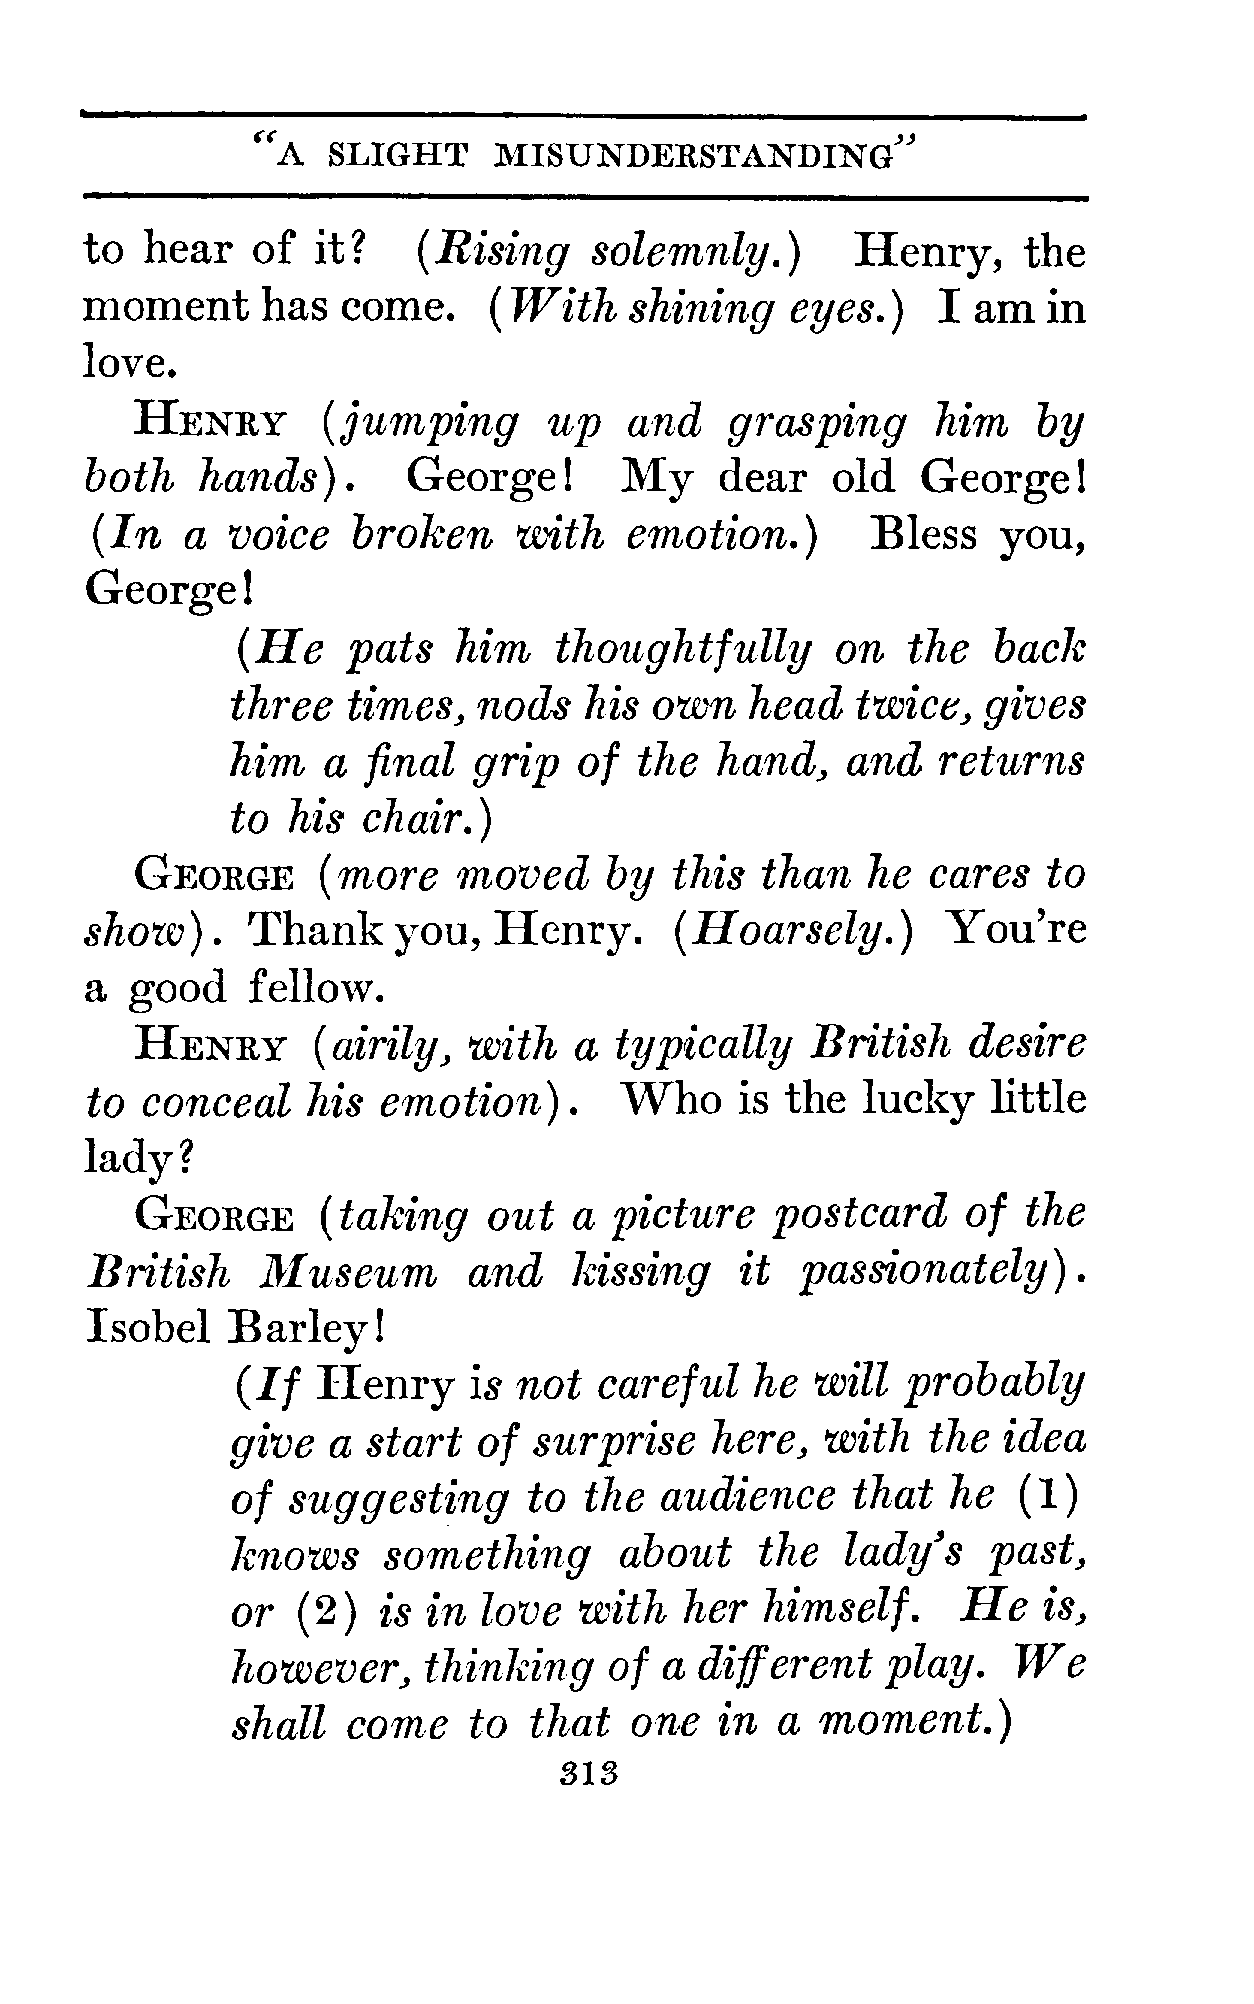 "A SLIGHT MISUNDERSTANDING"
to hear of it? (Rising solemnly.) Henry, the
moment has come. (With shining eyes.) I am in
love.
HENRY (jumping up and grasping him by
both hands). George! My dear old George!
(In a voice broken with emotion.) Bless you,
George!
(He pats him thoughtfully on the back
three times, nods his own head twice, gives
him a final grip of the hand, and returns
to his chair.)
GEORGE (more moved by this than he cares to
show). Thank you, Henry. (Hoarsely.) You're
a good fellow.
HENRY (airily, with a typically British desire
to conceal his emotion). Who is the lucky little
lady?
GEORGE (taking out a picture postcard of the
British Museum and kissing it passionately).
Isobel Barley!
(If Henry is not careful he will probably
give a start of surprise here, with the idea
of suggesting to the audience that he (1)
knows something about the lady's past,
or (2) is in love with her himself. He is,
however, thinking of a different play. We
shall come to that one in a moment.)
313